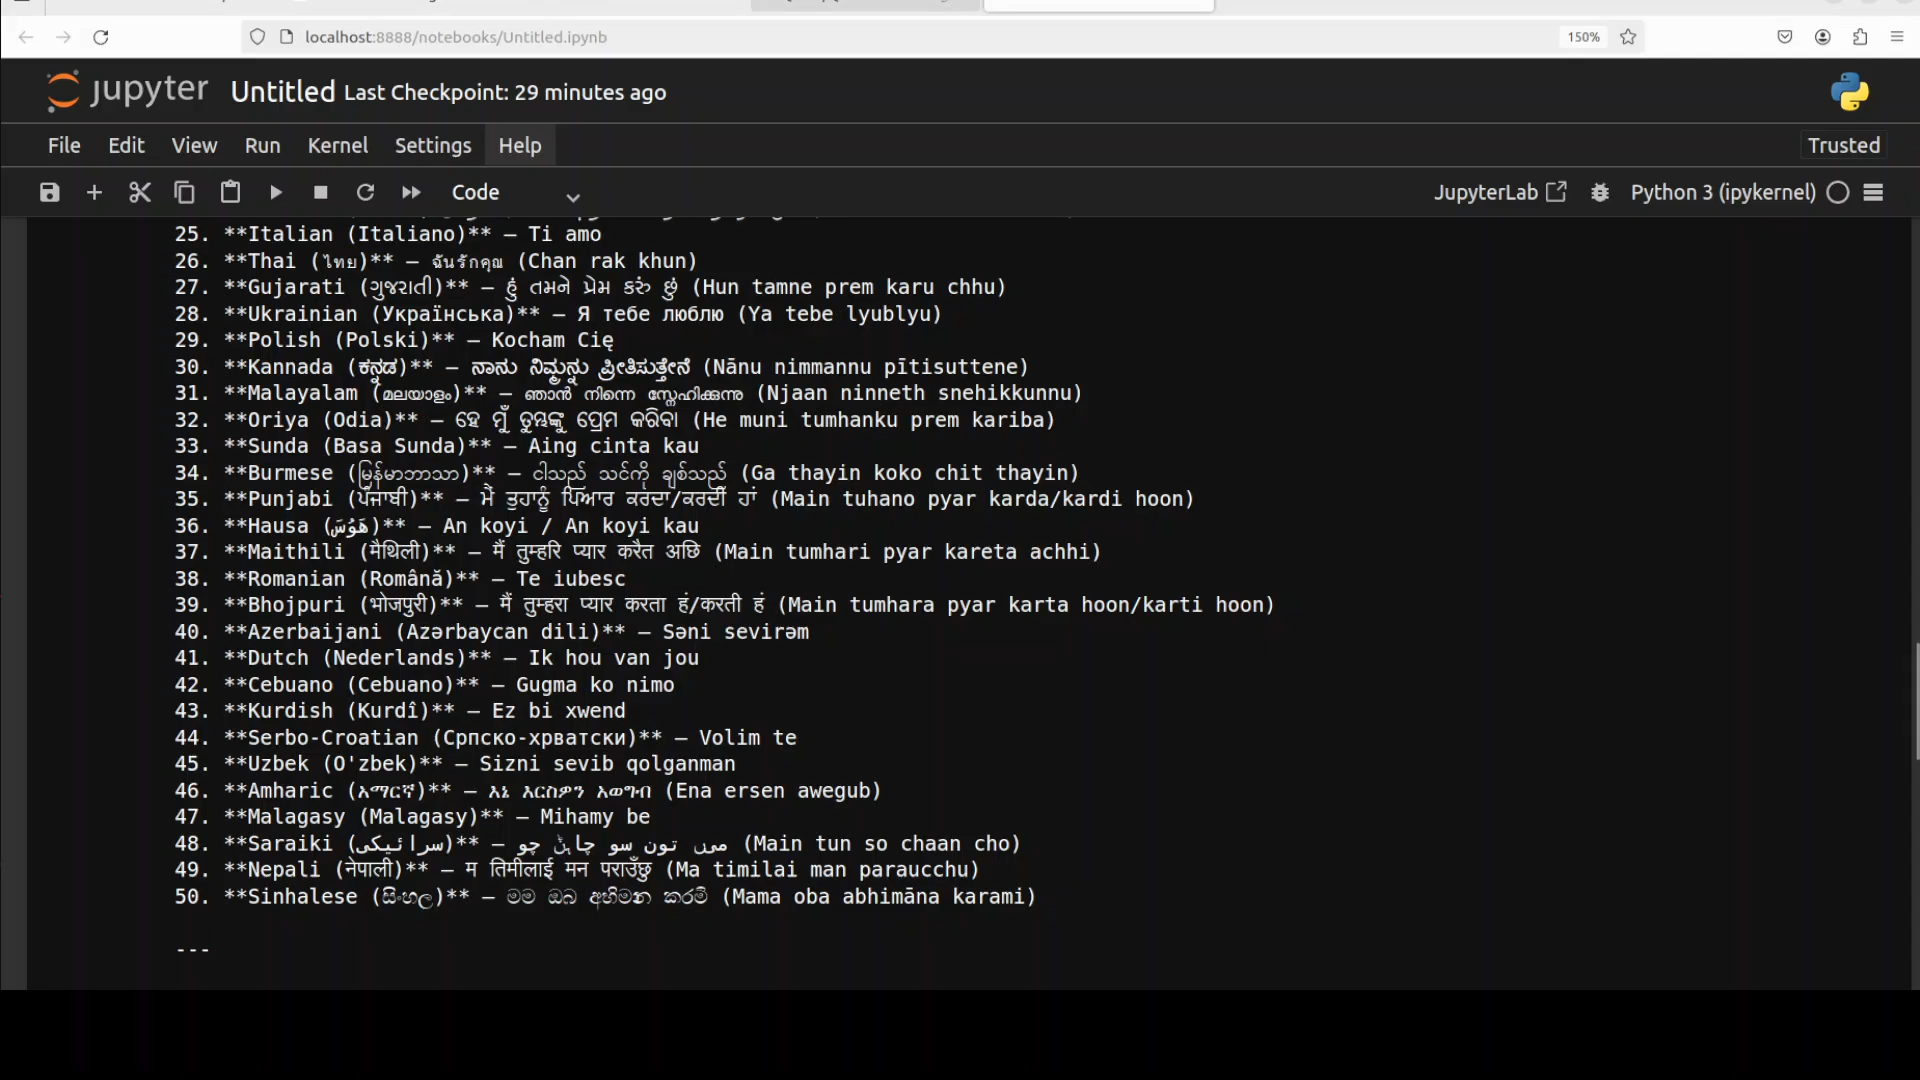 localhost:8888/notebooks/Untitled.ipynb
150%
jupyter Untitled Last Checkpoint: 29 minutes ago
File Edit View Run Kernel Settings Help Trusted
Code JupyterLab Python 3 (ipykernel)
25. **Italian (Italiano)** – Ti amo
26. **Thai (ไทย)** – ฉันรักคุณ (Chan rak khun)
27. **Gujarati (ગુજરાતી)** – હું તમને પ્રેમ કરું છું (Hun tamne prem karu chhu)
28. **Ukrainian (Українська)** – Я тебе люблю (Ya tebe lyublyu)
29. **Polish (Polski)** – Kocham Cię
30. **Kannada (ಕನ್ನಡ)** – ನಾನು ನಿಮ್ಮನ್ನು ಪ್ರೀತಿಸುತ್ತೇನೆ (Nānu nimmannu pītisuttene)
31. **Malayalam (മലയാളം)** – ഞാൻ നിന്നെ സ്നേഹിക്കുന്നു (Njaan ninneth snehikkunnu)
32. **Oriya (Odia)** – ହେ ମୁଁ ତୁମ୍ଭଙ୍କୁ ପ୍ରେମ କରିବା (He muni tumhanku prem kariba)
33. **Sunda (Basa Sunda)** – Aing cinta kau
34. **Burmese (မြန်မာဘာသာ)** – ငါသည် သင်ကို ချစ်သည် (Ga thayin koko chit thayin)
35. **Punjabi (ਪੰਜਾਬੀ)** – ਮੈਂ ਤੁਹਾਨੂੰ ਪਿਆਰ ਕਰਦਾ/ਕਰਦੀ ਹਾਂ (Main tuhano pyar karda/kardi hoon)
36. **Hausa (هَوُسَ)** – An koyi / An koyi kau
37. **Maithili (मैथिली)** – मैं तुम्हरि प्यार करैत अछि (Main tumhari pyar kareta achhi)
38. **Romanian (Română)** – Te iubesc
39. **Bhojpuri (भोजपुरी)** – मैं तुम्हरा प्यार करता हं/करती हं (Main tumhara pyar karta hoon/karti hoon)
40. **Azerbaijani (Azərbaycan dili)** – Səni sevirəm
41. **Dutch (Nederlands)** – Ik hou van jou
42. **Cebuano (Cebuano)** – Gugma ko nimo
43. **Kurdish (Kurdî)** – Ez bi xwend
44. **Serbo-Croatian (Српско-хрватски)** – Volim te
45. **Uzbek (O'zbek)** – Sizni sevib qolganman
46. **Amharic (አማርኛ)** – እኔ እርስዎን አወግብ (Ena ersen awegub)
47. **Malagasy (Malagasy)** – Mihamy be
48. **Saraiki (سرائیکی)** – میں تون سو چاہݨ چو (Main tun so chaan cho)
49. **Nepali (नेपाली)** – म तिमीलाई मन पराउँछु (Ma timilai man paraucchu)
50. **Sinhalese (සිංහල)** – මම ඔබ අභිමාන කරමි (Mama oba abhimāna karami)
---